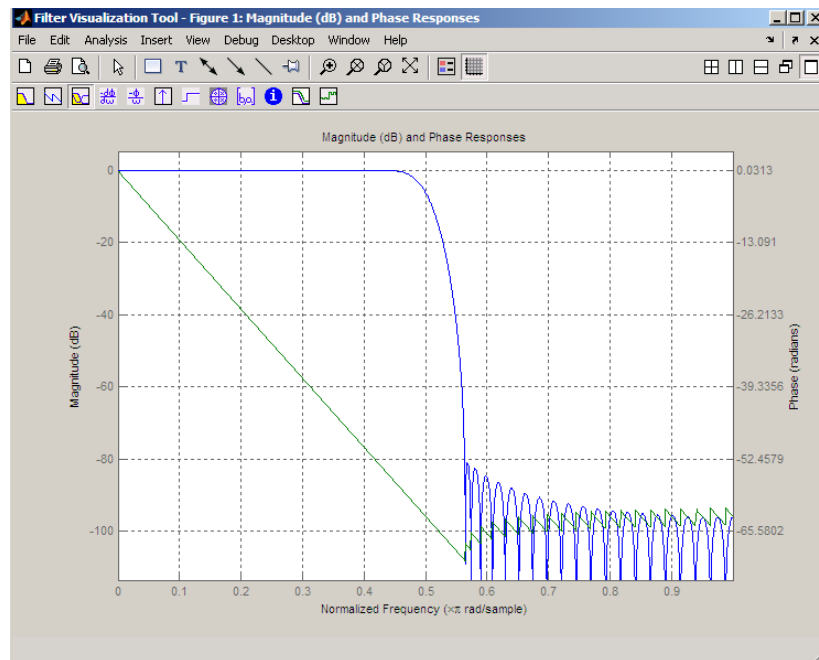 Filter Visualization Tool - Figure 1: Magnitude (dB) and Phase Responses
File Edit Analysis Insert View Debug Desktop Window Help
Magnitude (dB) and Phase Responses
0
-20
-40
-60
-80
-100
Magnitude (dB)
0.0313
-13.091
-26.2133
-39.3356
-52.4579
-65.5802
Phase (radians)
0 0.1 0.2 0.3 0.4 0.5 0.6 0.7 0.8 0.9
Normalized Frequency (×π rad/sample)